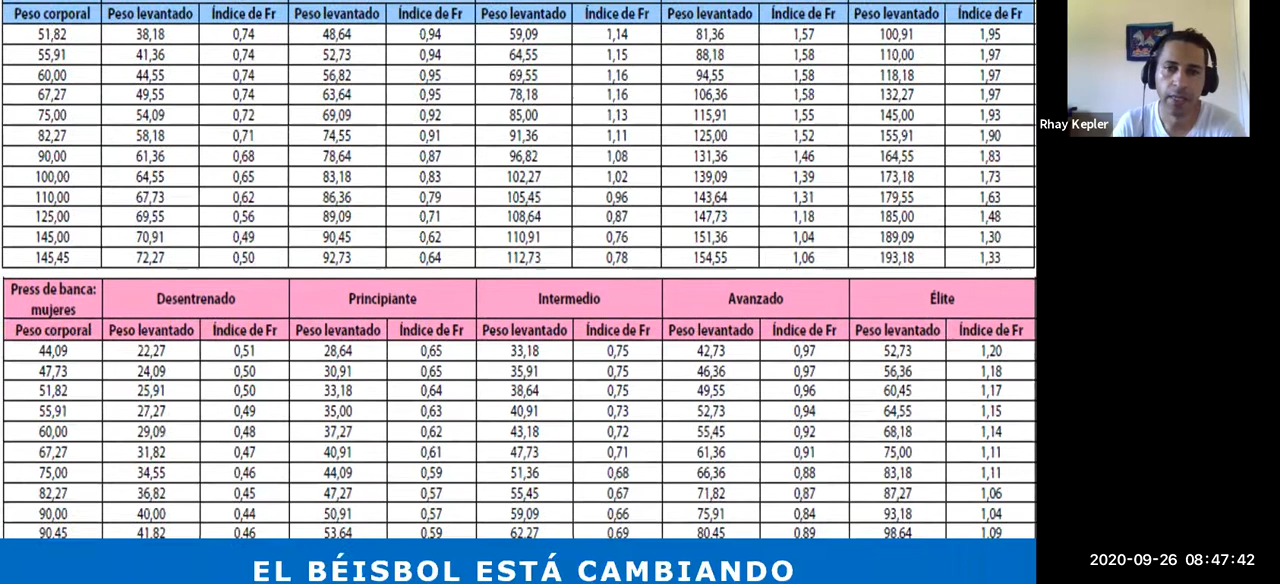 Peso corporal Peso levantado Índice de Fr Peso levantado Índice de Fr Peso levantado Índice de Fr Peso levantado Índice de Fr Peso levantado Índice de Fr
51,82 38,18 0,74 48,64 0,94 59,09 1,14 81,36 1,57 100,91 1,95
55,91 41,36 0,74 52,73 0,94 64,55 1,15 88,18 1,58 110,00 1,97
60,00 44,55 0,74 56,82 0,95 69,55 1,16 94,55 1,58 118,18 1,97
67,27 49,55 0,74 63,64 0,95 78,18 1,16 106,36 1,58 132,27 1,97
75,00 54,09 0,72 69,09 0,92 85,00 1,13 115,91 1,55 145,00 1,93
82,27 58,18 0,71 74,55 0,91 91,36 1,11 125,00 1,52 155,91 1,90
90,00 61,36 0,68 78,64 0,87 96,82 1,08 131,36 1,46 164,55 1,83
100,00 64,55 0,65 83,18 0,83 102,27 1,02 139,09 1,39 173,18 1,73
110,00 67,73 0,62 86,36 0,79 105,45 0,96 143,64 1,31 179,55 1,63
125,00 69,55 0,56 89,09 0,71 108,64 0,87 147,73 1,18 185,00 1,48
145,00 70,91 0,49 90,45 0,62 110,91 0,76 151,36 1,04 189,09 1,30
145,45 72,27 0,50 92,73 0,64 112,73 0,78 154,55 1,06 193,18 1,33
Press de banca:
mujeres
Desentrenado Principiante Intermedio Avanzado Élite
Peso corporal Peso levantado Índice de Fr Peso levantado Índice de Fr Peso levantado Índice de Fr Peso levantado Índice de Fr Peso levantado Índice de Fr
44,09 22,27 0,51 28,64 0,65 33,18 0,75 42,73 0,97 52,73 1,20
47,73 24,09 0,50 30,91 0,65 35,91 0,75 46,36 0,97 56,36 1,18
51,82 25,91 0,50 33,18 0,64 38,64 0,75 49,55 0,96 60,45 1,17
55,91 27,27 0,49 35,00 0,63 40,91 0,73 52,73 0,94 64,55 1,15
60,00 29,09 0,48 37,27 0,62 43,18 0,72 55,45 0,92 68,18 1,14
67,27 31,82 0,47 40,91 0,61 47,73 0,71 61,36 0,91 75,00 1,11
75,00 34,55 0,46 44,09 0,59 51,36 0,68 66,36 0,88 83,18 1,11
82,27 36,82 0,45 47,27 0,57 55,45 0,67 71,82 0,87 87,27 1,06
90,00 40,00 0,44 50,91 0,57 59,09 0,66 75,91 0,84 93,18 1,04
90,45 41,82 0,46 53,64 0,59 62,27 0,69 80,45 0,89 98,64 1,09
EL BÉISBOL ESTÁ CAMBIANDO
Rhay Kepler
2020-09-26 08:47:42